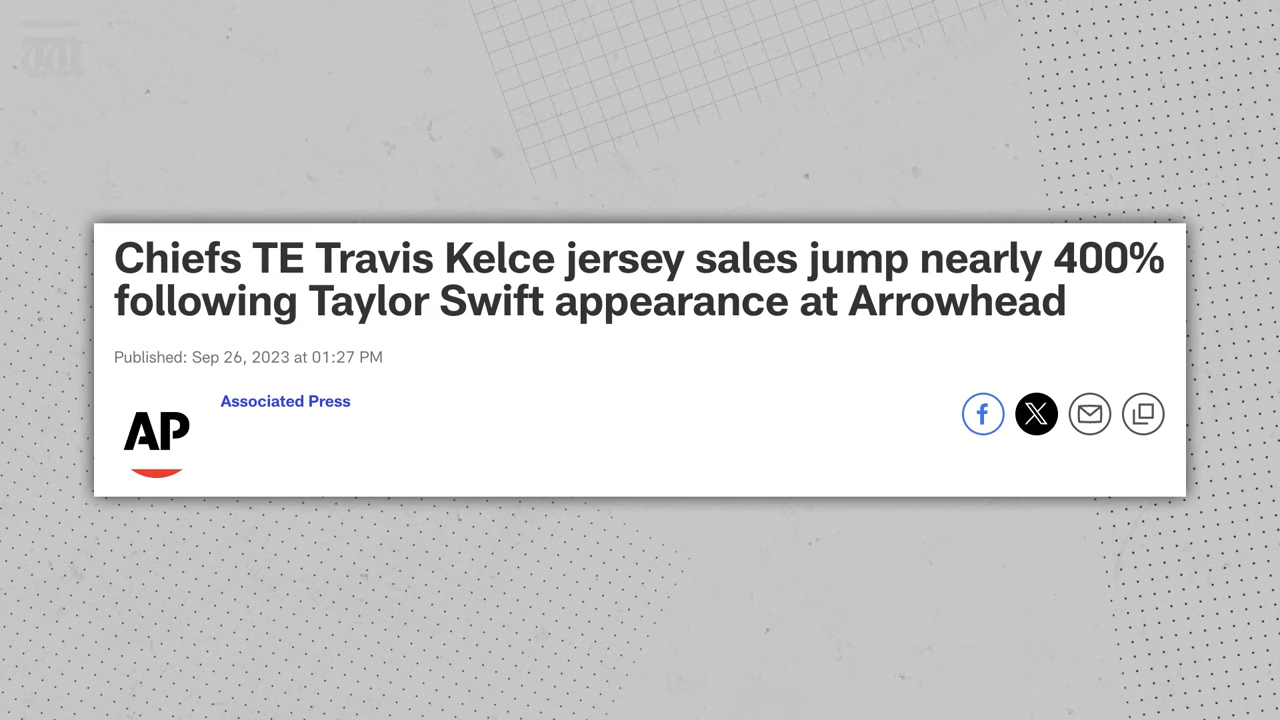 Chiefs TE Travis Kelce jersey sales jump nearly 400%
following Taylor Swift appearance at Arrowhead
Published: Sep 26, 2023 at 01:27 PM
Associated Press
AP